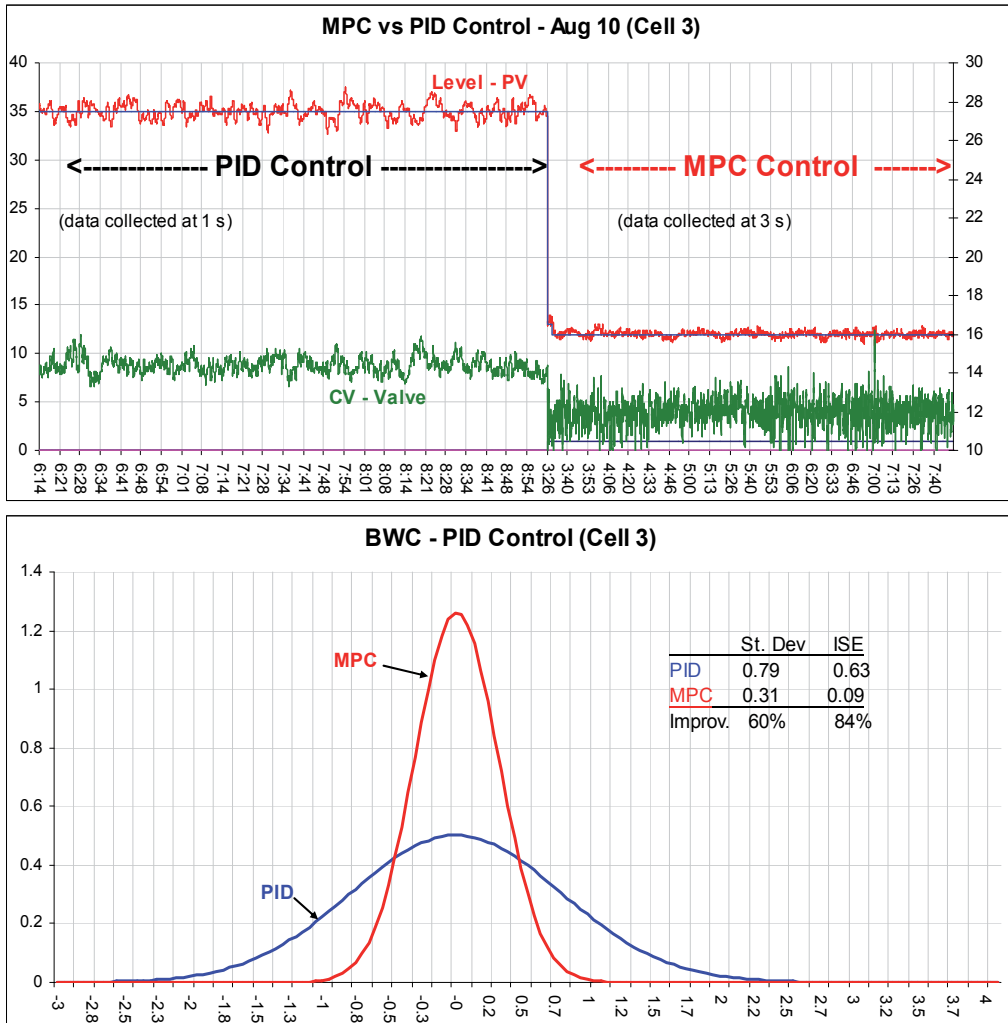 MPC vs PID Control - Aug 10 (Cell 3)
40
35
30
25
20
15
10
5
0
30
28
26
24
22
20
18
16
14
12
10
Level - PV
<------------- PID Control ------------->
<------- MPC Control ------->
(data collected at 1 s)
(data collected at 3 s)
CV - Valve
6:14 6:21 6:28 6:34 6:41 6:48 6:54 7:01 7:08 7:14 7:21 7:28 7:34 7:41 7:48 7:54 8:01 8:08 8:14 8:21 8:28 8:34 8:41 8:48 8:54 3:26 3:40 3:53 4:06 4:20 4:33 4:46 5:00 5:13 5:26 5:40 5:53 6:06 6:20 6:33 6:46 7:00 7:13 7:26 7:40
BWC - PID Control (Cell 3)
1.4
1.2
1
0.8
0.6
0.4
0.2
0
MPC
PID
St. Dev ISE
PID 0.79 0.63
MPC 0.31 0.09
Improv. 60% 84%
-3 -2.8 -2.5 -2.3 -2 -1.8 -1.5 -1.3 -1 -0.8 -0.5 -0.3 -0 0.2 0.5 0.7 1 1.2 1.5 1.7 2 2.2 2.5 2.7 3 3.2 3.5 3.7 4